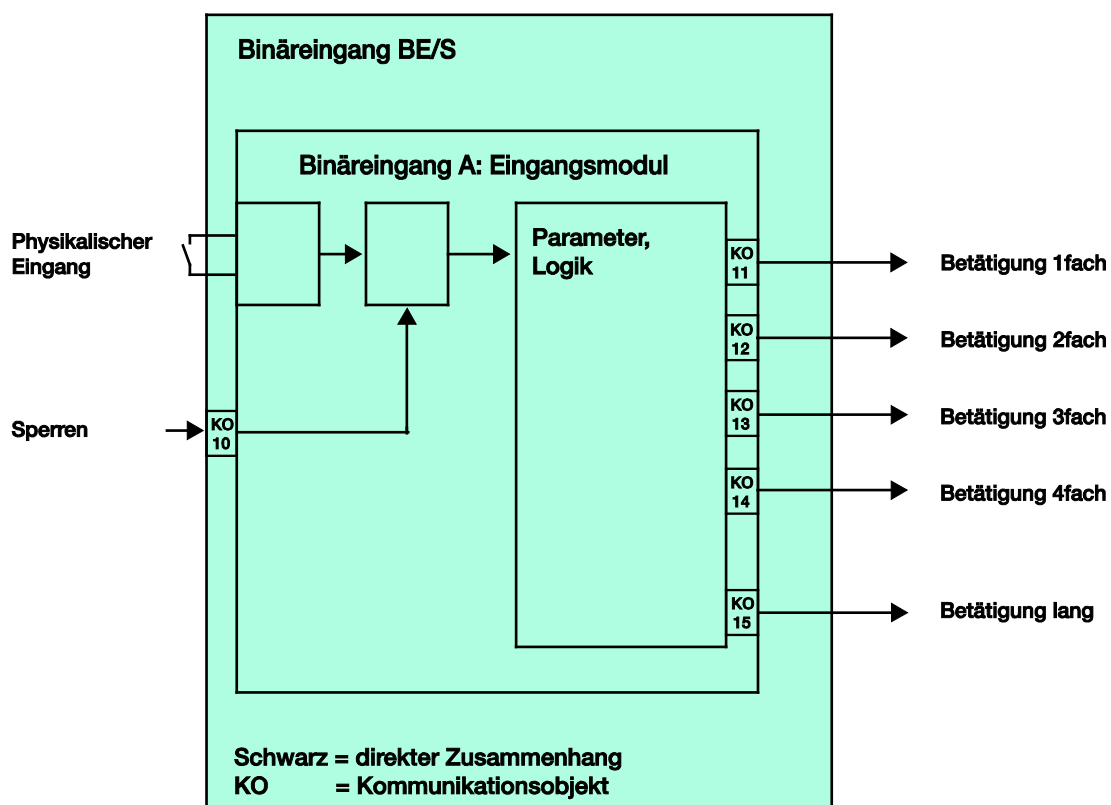 Binäreingang BE/S
Binäreingang A: Eingangsmodul
Physikalischer
Eingang
Parameter,
Logik
KO
11
Betätigung 1fach
KO
12
Betätigung 2fach
KO
13
Betätigung 3fach
Sperren
KO
10
KO
14
Betätigung 4fach
KO
15
Betätigung lang
Schwarz = direkter Zusammenhang
KO = Kommunikationsobjekt